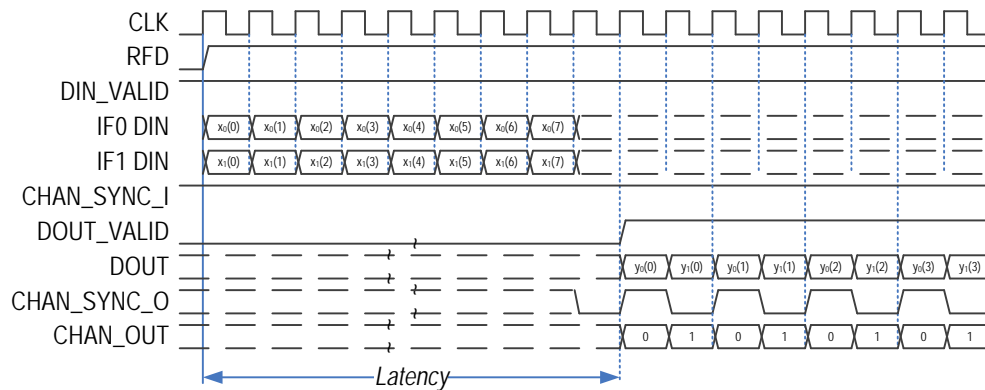 CLK
RFD
DIN_VALID
IF0 DIN x₀(0) x₀(1) x₀(2) x₀(3) x₀(4) x₀(5) x₀(6) x₀(7)
IF1 DIN x₁(0) x₁(1) x₁(2) x₁(3) x₁(4) x₁(5) x₁(6) x₁(7)
CHAN_SYNC_I
DOUT_VALID
DOUT y₀(0) y₁(0) y₀(1) y₁(1) y₀(2) y₁(2) y₀(3) y₁(3)
CHAN_SYNC_O
CHAN_OUT 0 1 0 1 0 1 0 1
Latency